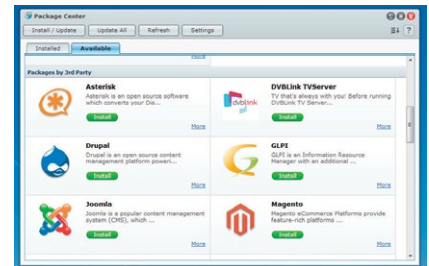 Package Center
Install / Update
Update All
Refresh
Settings
?
Installed
Available
More
Packages by 3rd Party
Asterisk
Asterisk is an open source software
which converts your Dia...
Install
More
DVBLink TVServer
TV that's always with you! Before running
DVBLink TV Server...
dvblink
Install
More
Drupal
Drupal is an open source content
management platform poweri...
Install
More
GLPI
GLPI is an Information Resource
Manager with an additional ...
Install
More
Joomla
Joomla is a popular content management
system (CMS), which ...
Install
More
Magento
Magento eCommerce Platforms provide
feature-rich platforms ...
Install
More